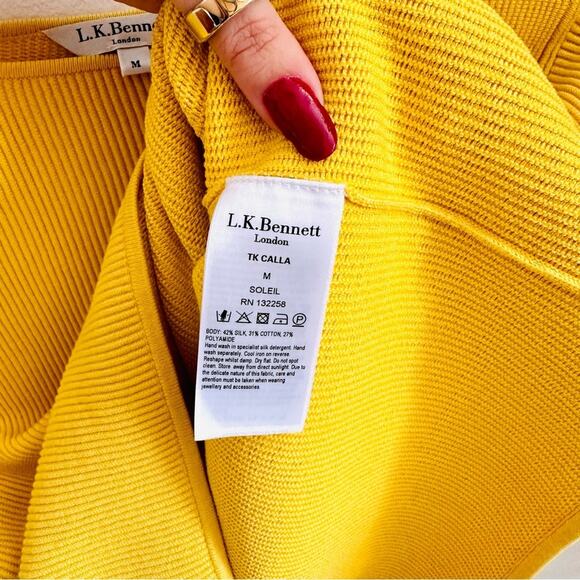 L.K.Bennett
London
M
L.K.Bennett
London
TK CALLA
M
SOLEIL
RN 132258
BODY: 42% SILK, 31% COTTON, 27%
POLYAMIDE
Hand wash in specialist silk detergent. Hand
wash separately. Cool iron on reverse.
Reshape whilst damp. Dry flat. Do not spot
clean. Store away from direct sunlight. Due
to the delicate nature of this fabric, care and
attention must be taken when wearing
jewellery and accessories.